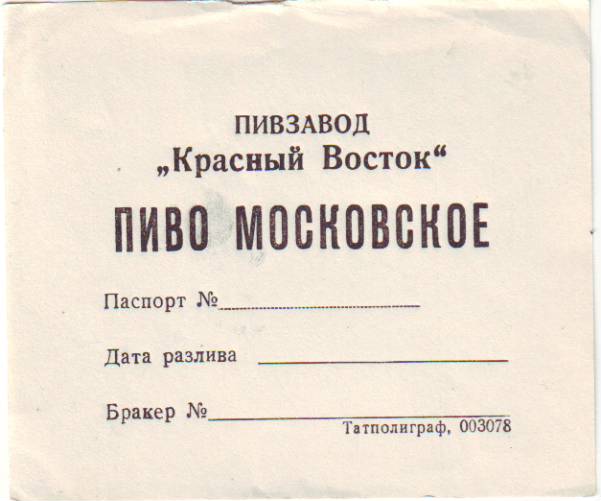 ПИВЗАВОД
„Красный Восток“
ПИВО МОСКОВСКОЕ
Паспорт №
Дата разлива
Бракер №
Татполиграф, 003078